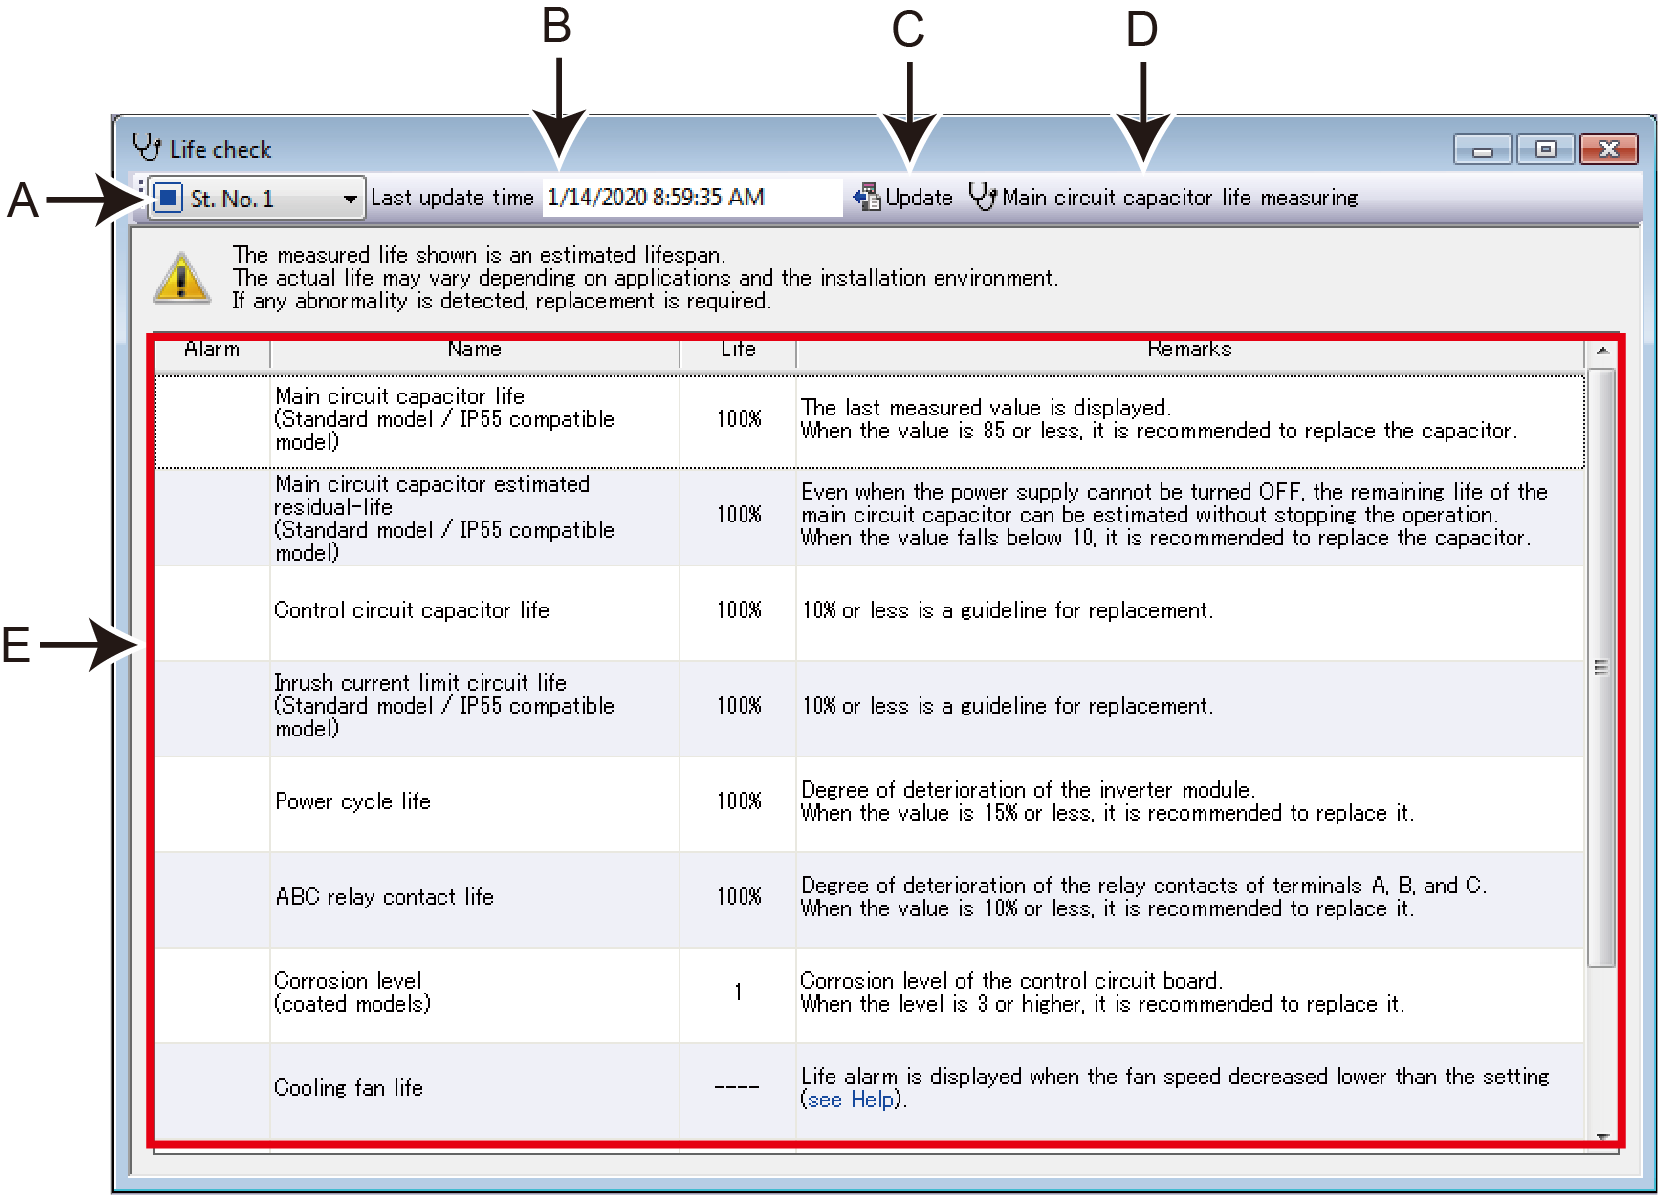 B
C
D
Life check
A
St. No. 1
Last update time
1/14/2020 8:59:35 AM
Update
Main circuit capacitor life measuring
The measured life shown is an estimated lifespan.
The actual life may vary depending on applications and the installation environment.
If any abnormality is detected, replacement is required.
Alarm
Name
Life
Remarks
Main circuit capacitor life
(Standard model / IP55 compatible
model)
100%
The last measured value is displayed.
When the value is 85 or less, it is recommended to replace the capacitor.
Main circuit capacitor estimated
residual-life
(Standard model / IP55 compatible
model)
100%
Even when the power supply cannot be turned OFF, the remaining life of the
main circuit capacitor can be estimated without stopping the operation.
When the value falls below 10, it is recommended to replace the capacitor.
E
Control circuit capacitor life
100%
10% or less is a guideline for replacement.
Inrush current limit circuit life
(Standard model / IP55 compatible
model)
100%
10% or less is a guideline for replacement.
Power cycle life
100%
Degree of deterioration of the inverter module.
When the value is 15% or less, it is recommended to replace it.
ABC relay contact life
100%
Degree of deterioration of the relay contacts of terminals A, B, and C.
When the value is 10% or less, it is recommended to replace it.
Corrosion level
(coated models)
1
Corrosion level of the control circuit board.
When the level is 3 or higher, it is recommended to replace it.
Cooling fan life
----
Life alarm is displayed when the fan speed decreased lower than the setting
(see Help).